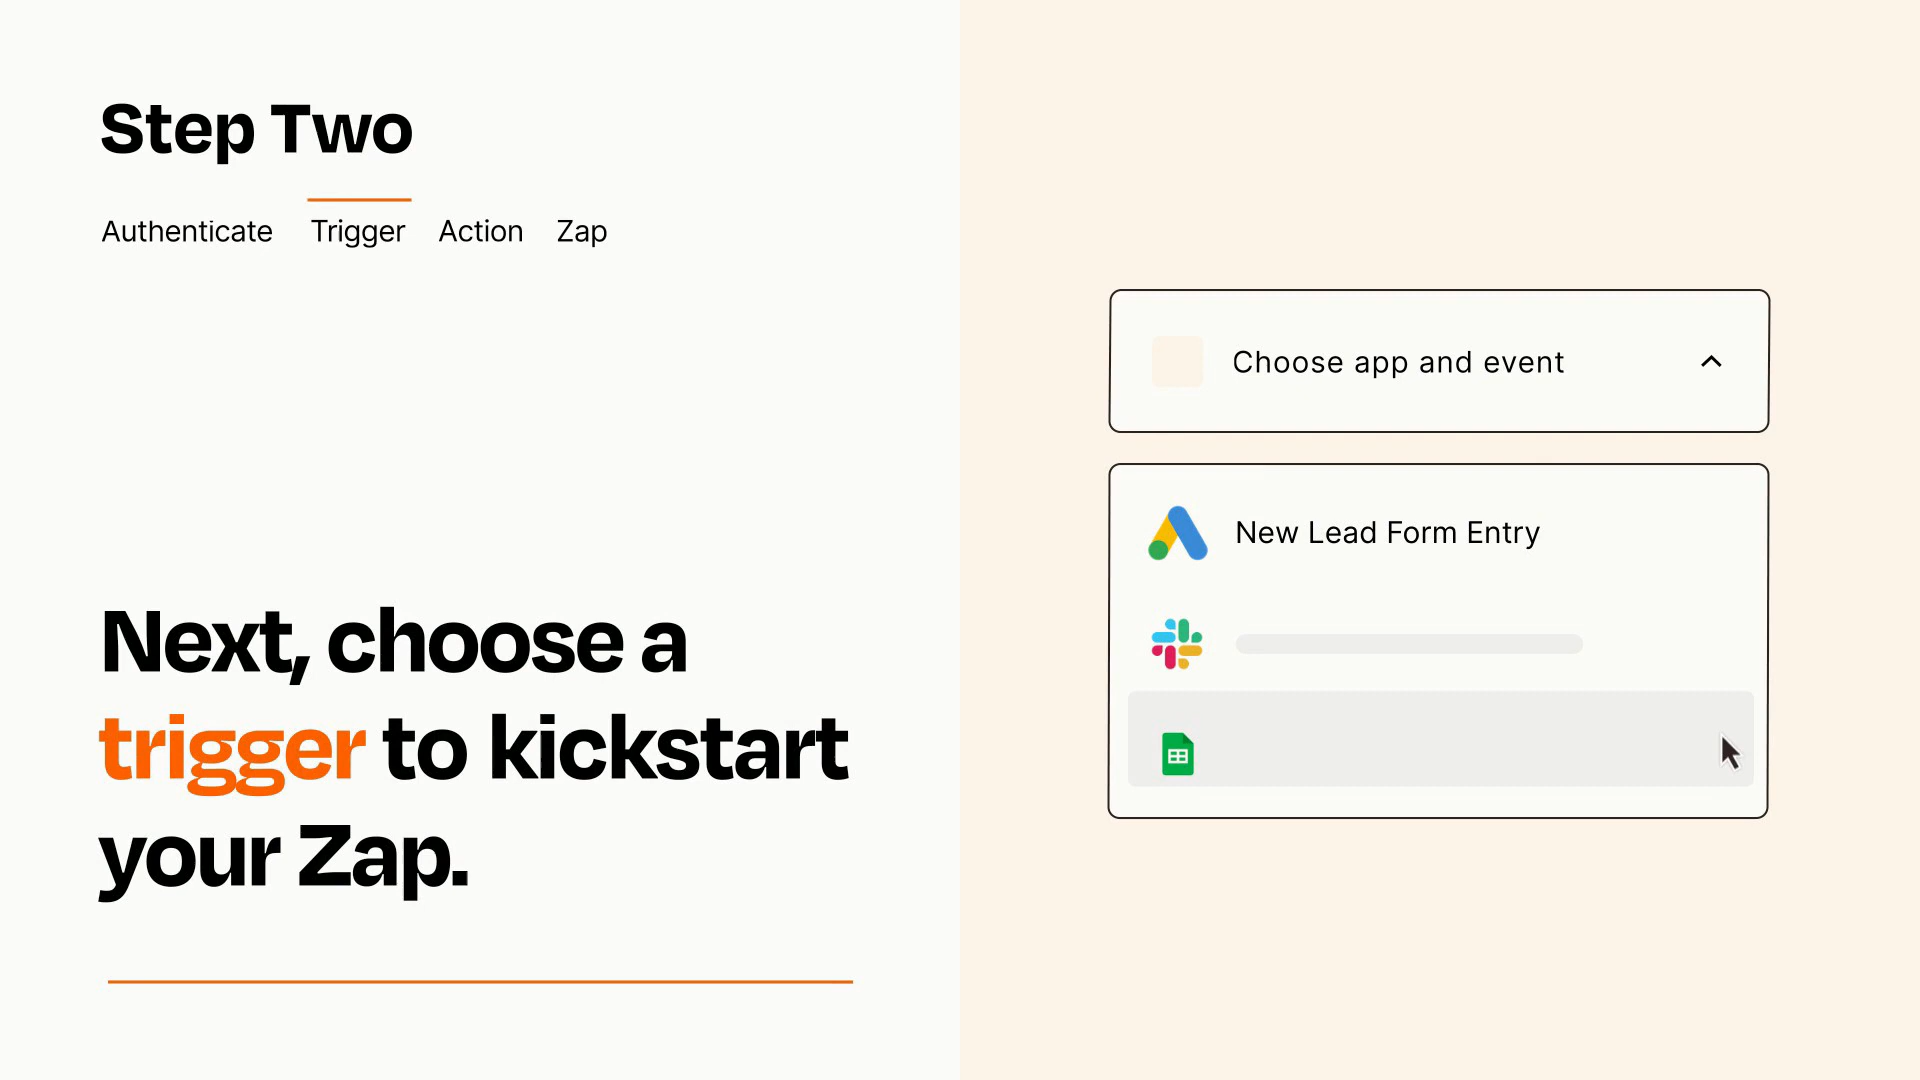 Step Two
Authenticate Trigger Action Zap
Next, choose a
trigger to kickstart
your Zap.
Choose app and event
New Lead Form Entry